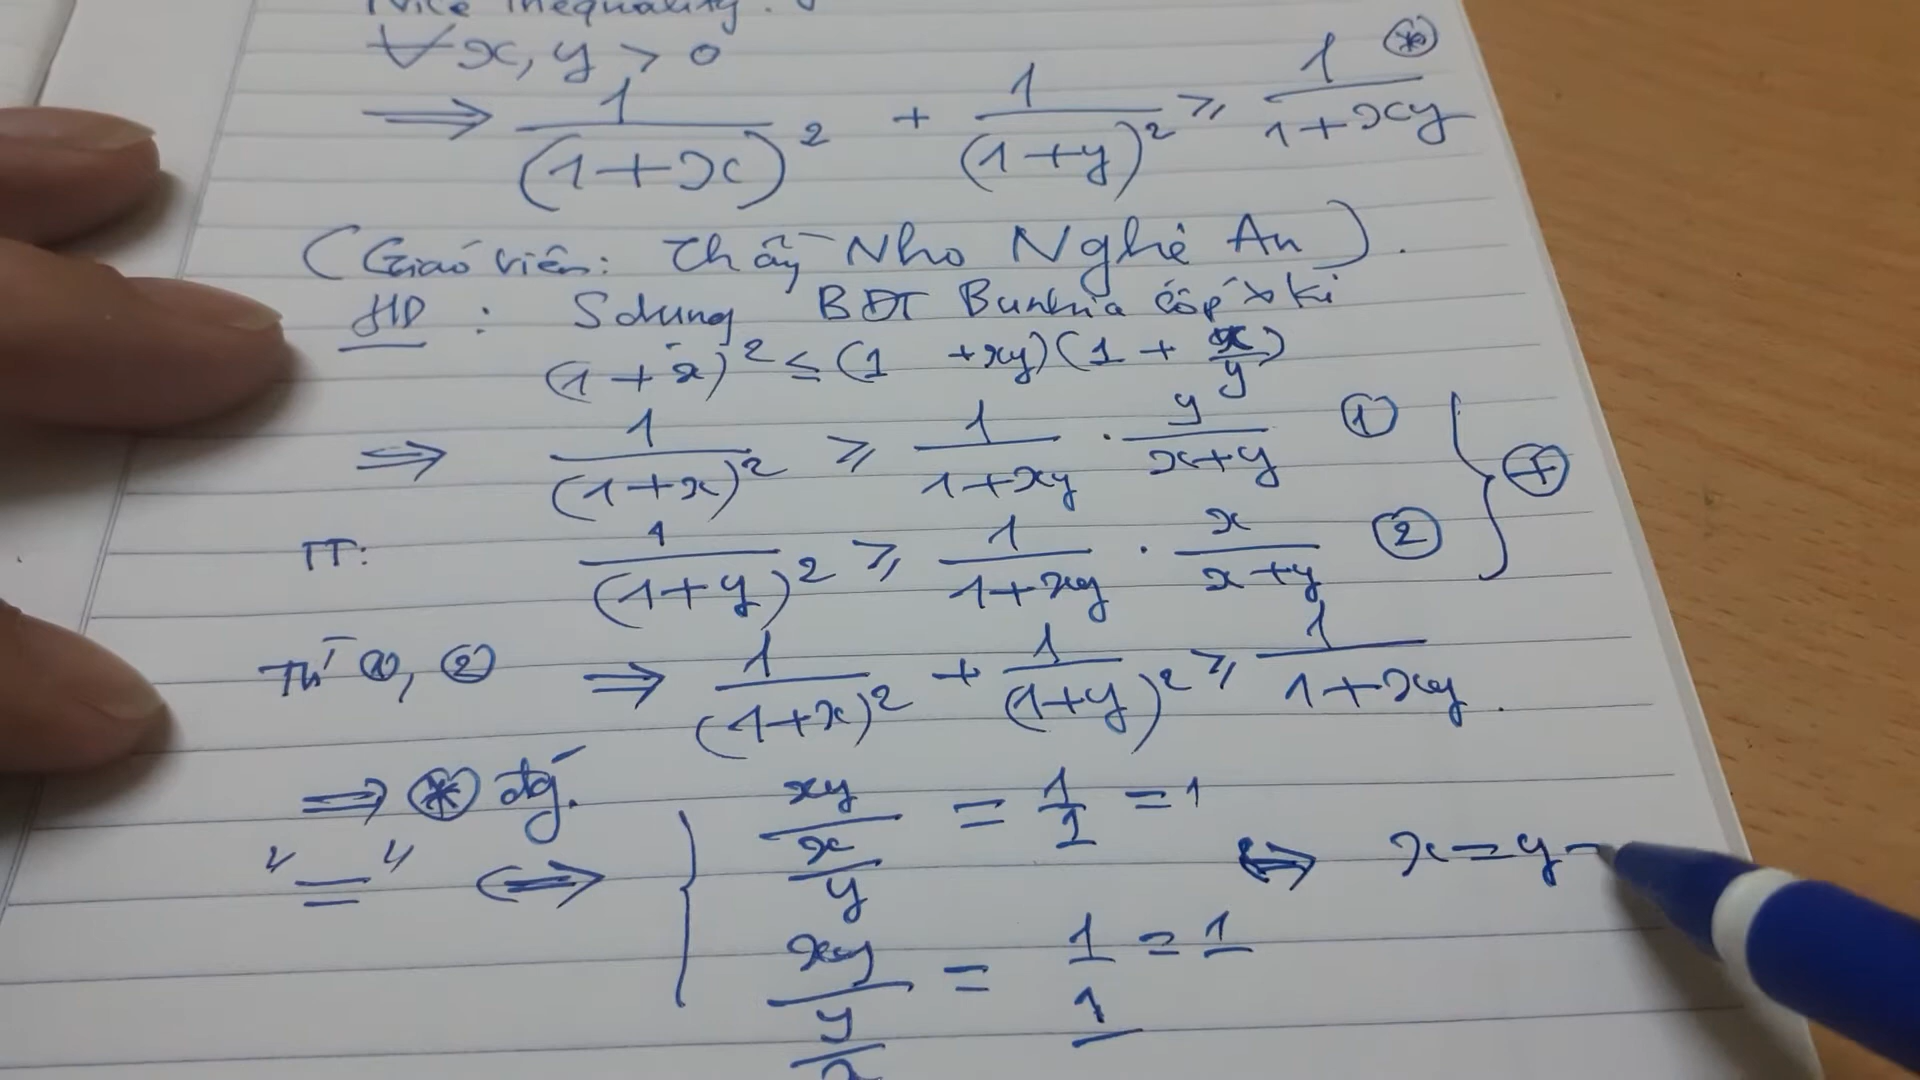 Nice inequality.
∀ x, y > 0
⟹ 1/(1+x)² + 1/(1+y)² ≥ 1/(1+xy) (*)
(Giáo viên: Thầy Nho Nghệ An).
HD: Sdụng BĐT Bunhia cốp xki
(1+x)² ≤ (1+xy)(1+x/y)
⟹ 1/(1+x)² ≥ 1/(1+xy) · y/(x+y) (1)
TT: 1/(1+y)² ≥ 1/(1+xy) · x/(x+y) (2) } (+)
Từ (1), (2) ⟹ 1/(1+x)² + 1/(1+y)² ≥ 1/(1+xy).
⟹ (*) đg.
"=" ⟺ { xy/(x/y) = 1/1 = 1 ⟺ x = y =
xy/(y/x) = 1/1 = 1